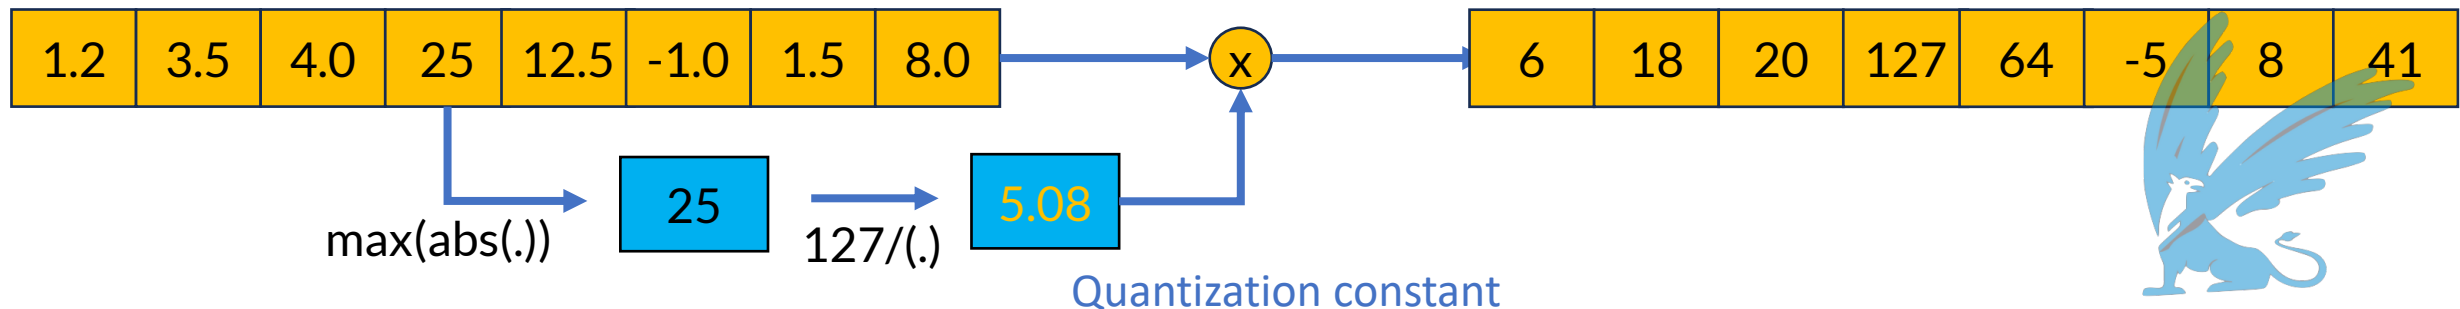 1.2 3.5 4.0 25 12.5 -1.0 1.5 8.0 x 6 18 20 127 64 -5 8 41
25 5.08
max(abs(.)) 127/(.)
Quantization constant